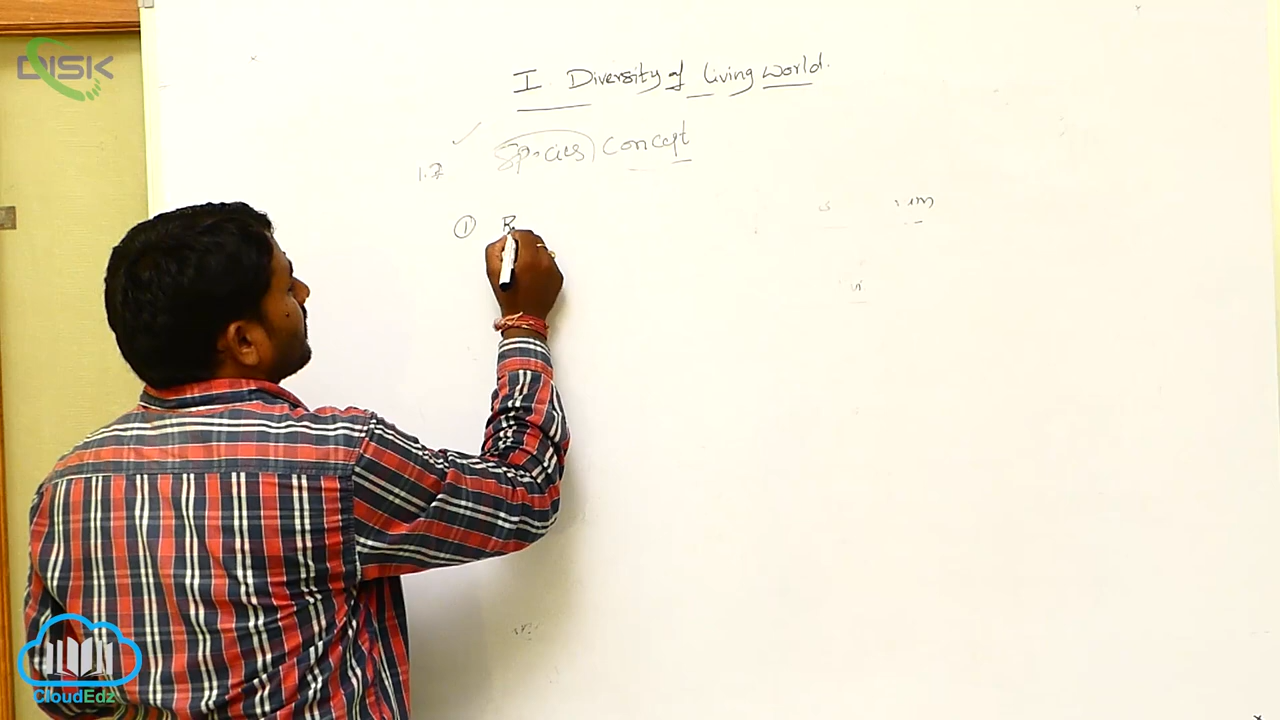 DISK
I. Diversity of living world.
1.7 Species concept
① R
CloudEdz